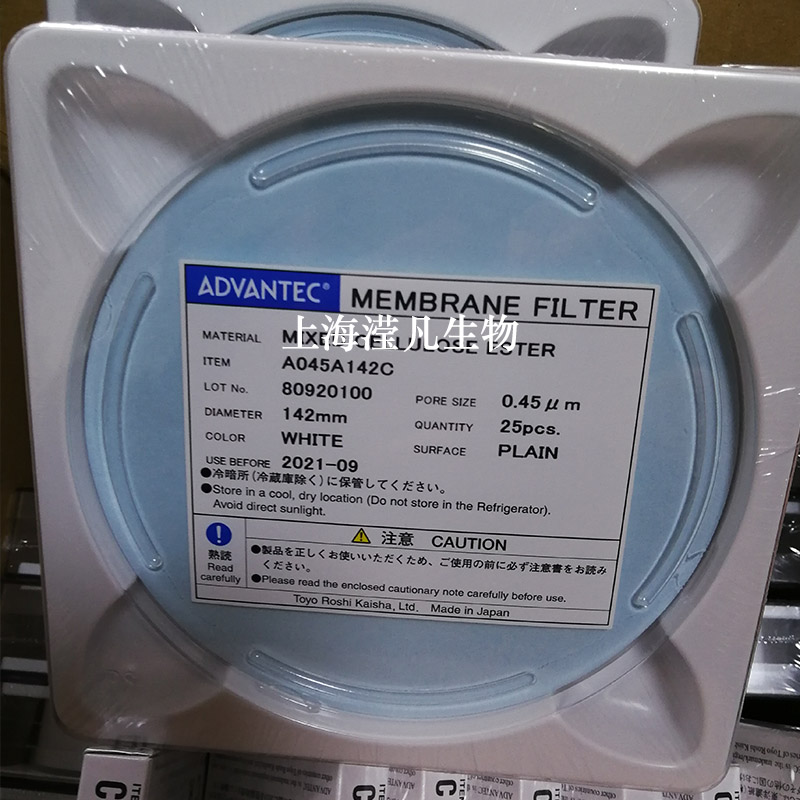 ADVANTEC® MEMBRANE FILTER
上海滢凡生物
MATERIAL MIXED CELLULOSE ESTER
ITEM A045A142C
LOT No. 80920100 PORE SIZE 0.45μm
DIAMETER 142mm QUANTITY 25pcs.
COLOR WHITE SURFACE PLAIN
USE BEFORE 2021-09
●冷暗所(冷蔵庫除く)に保管してください。
●Store in a cool, dry location (Do not store in the Refrigerator).
Avoid direct sunlight.
熟読
Read
carefully
注意 CAUTION
●製品を正しくお使いいただくため、ご使用の前に必ず注意書をお読み
ください。
●Please read the enclosed cautionary note carefully before use.
Toyo Roshi Kaisha, Ltd. Made in Japan